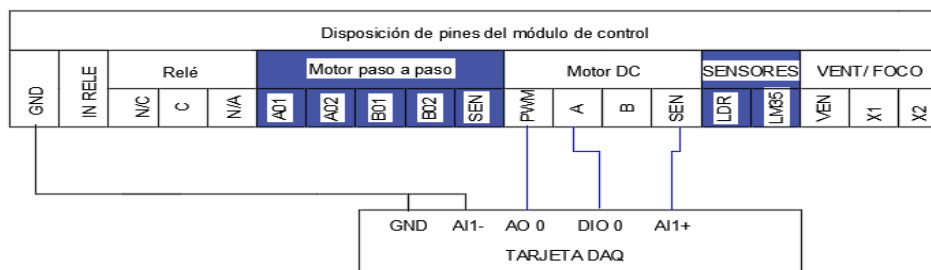 Disposición de pines del módulo de control
Relé Motor paso a paso Motor DC SENSORES VENT/ FOCO
GND IN RELE N/C C N/A A01 A02 B01 B02 SEN PWM A B SEN LDR LM35 VEN X1 X2
GND AI1- AO 0 DIO 0 AI1+
TARJETA DAQ